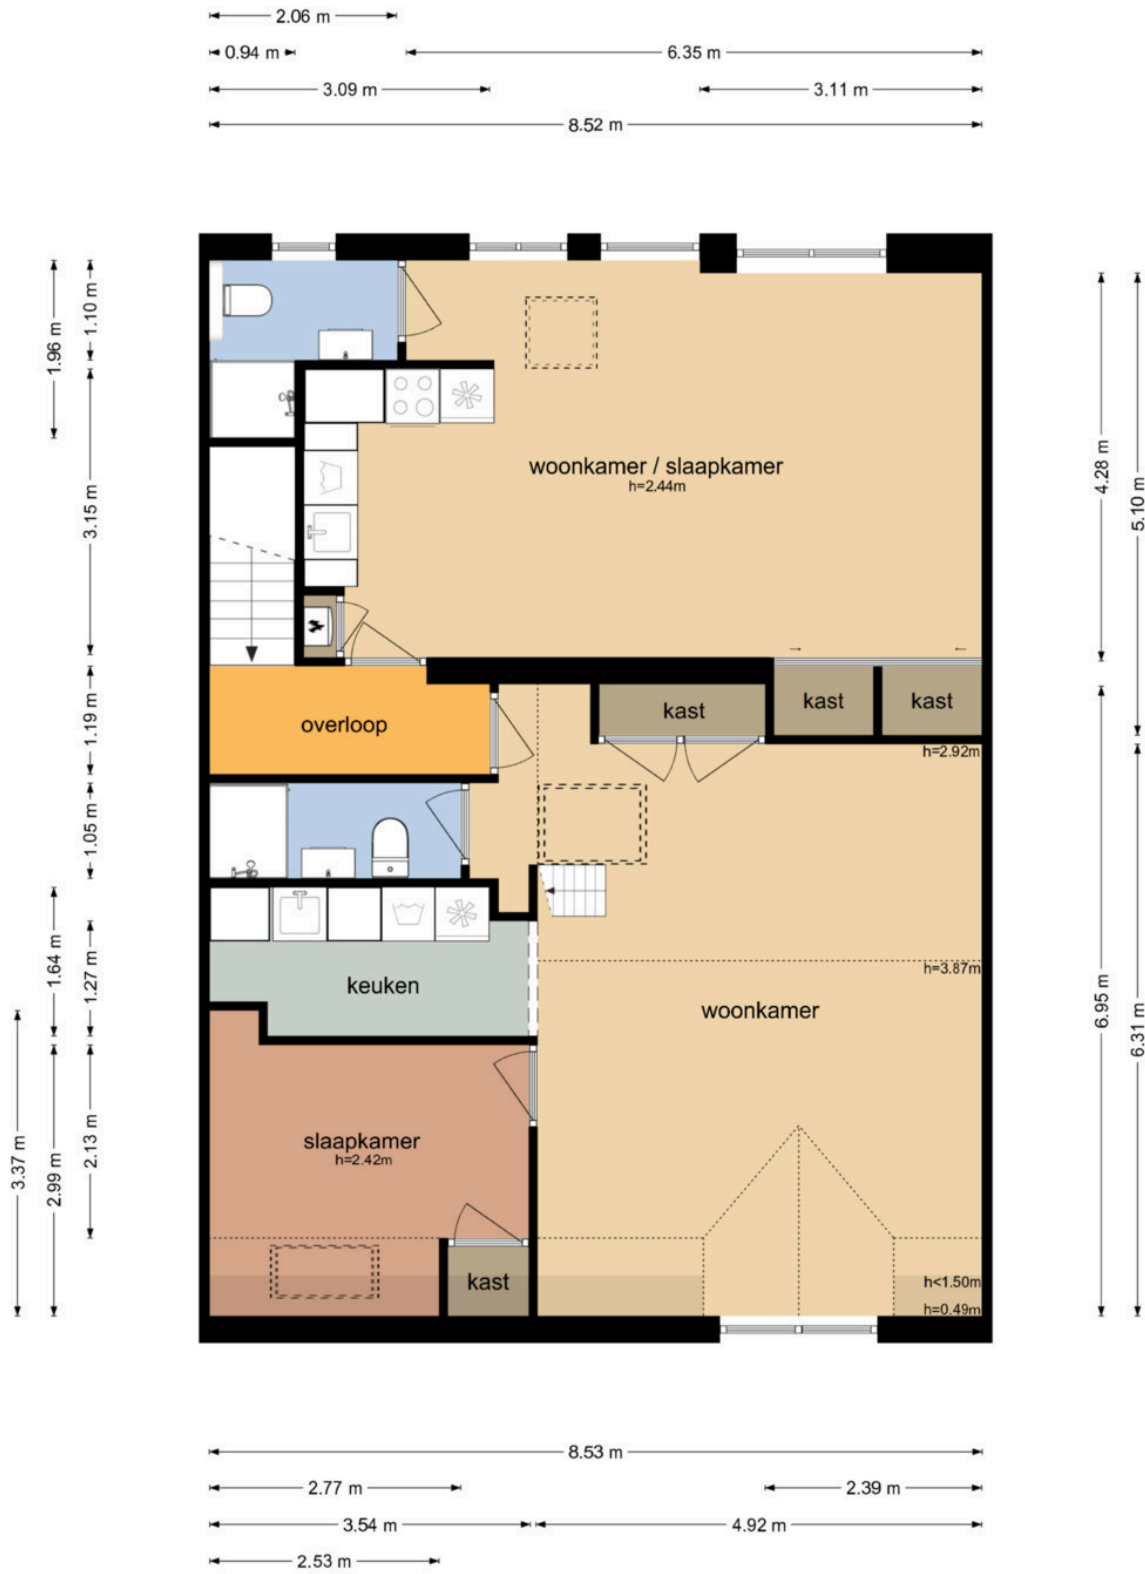 2.06 m
0.94 m
6.35 m
3.09 m
3.11 m
8.52 m
1.96 m
1.10 m
3.15 m
4.28 m
5.10 m
woonkamer / slaapkamer
h=2.44m
overloop
kast
kast
kast
h=2.92m
1.19 m
1.05 m
1.64 m
1.27 m
keuken
h=3.87m
woonkamer
6.95 m
6.31 m
slaapkamer
h=2.42m
3.37 m
2.99 m
2.13 m
kast
h<1.50m
h=0.49m
8.53 m
2.77 m
2.39 m
3.54 m
4.92 m
2.53 m